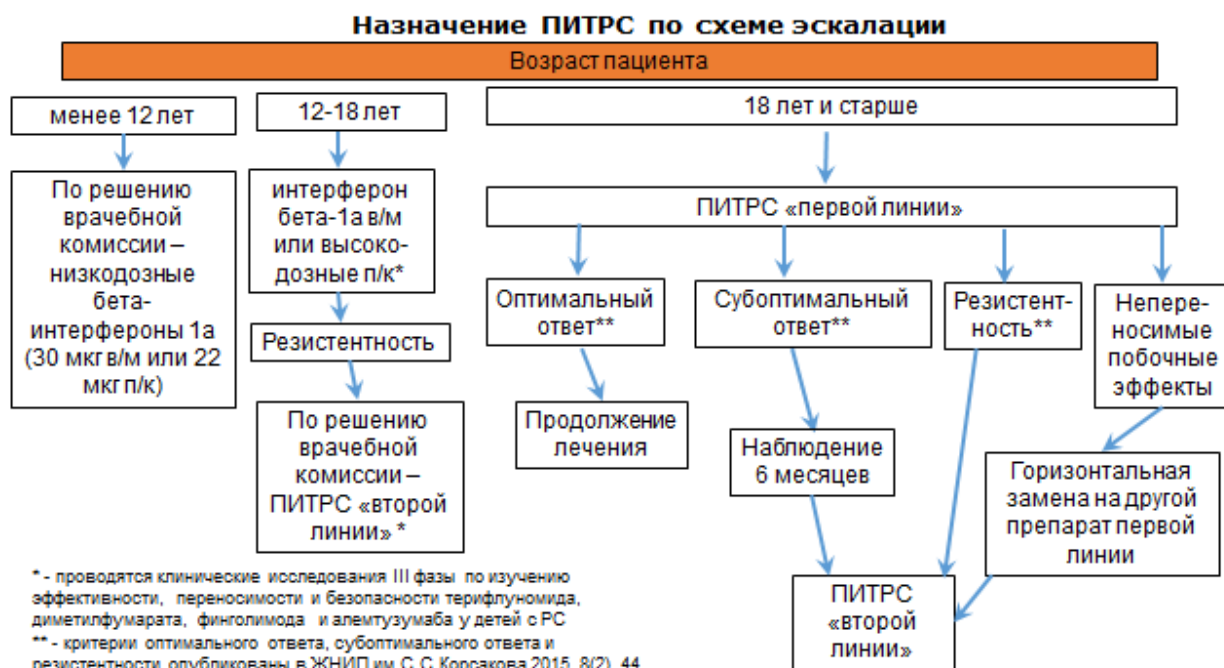 Назначение ПИТРС по схеме эскалации
Возраст пациента
менее 12 лет
12-18 лет
18 лет и старше
По решению
врачебной
комиссии –
низкодозные
бета-
интерфероны 1а
(30 мкг в/м или 22
мкг п/к)
интерферон
бета-1а в/м
или высоко-
дозные п/к*
Резистентность
По решению
врачебной
комиссии –
ПИТРС «второй
линии» *
ПИТРС «первой линии»
Оптимальный
ответ**
Субоптимальный
ответ**
Резистент-
ность**
Непере-
носимые
побочные
эффекты
Продолжение
лечения
Наблюдение
6 месяцев
Горизонтальная
замена на другой
препарат первой
линии
ПИТРС
«второй
линии»
* - проводятся клинические исследования III фазы по изучению
эффективности, переносимости и безопасности терифлуномида,
диметилфумарата, финголимода и алемтузумаба у детей с РС
** - критерии оптимального ответа, субоптимального ответа и
резистентности опубликованы в ЖНИП им. С.С. Корсакова 2015, 8(2), 44